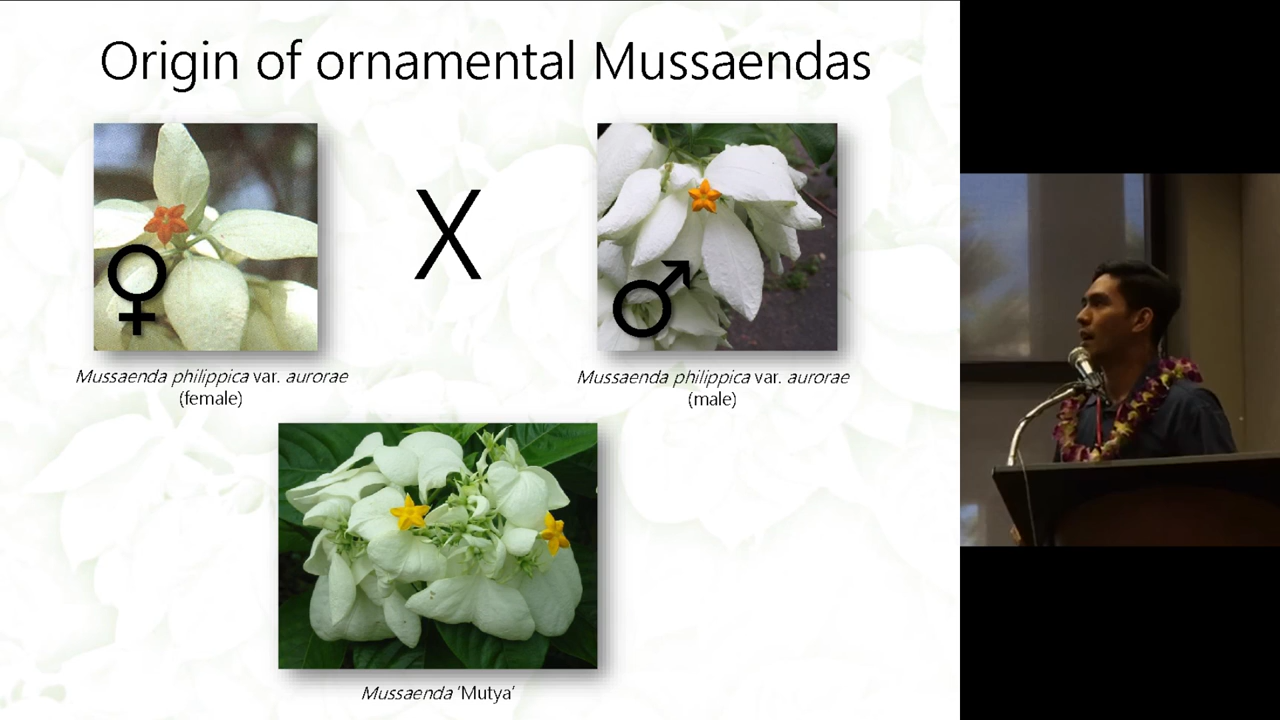 Origin of ornamental Mussaendas
X
Mussaenda philippica var. aurorae
(female)
Mussaenda philippica var. aurorae
(male)
Mussaenda ‘Mutya’